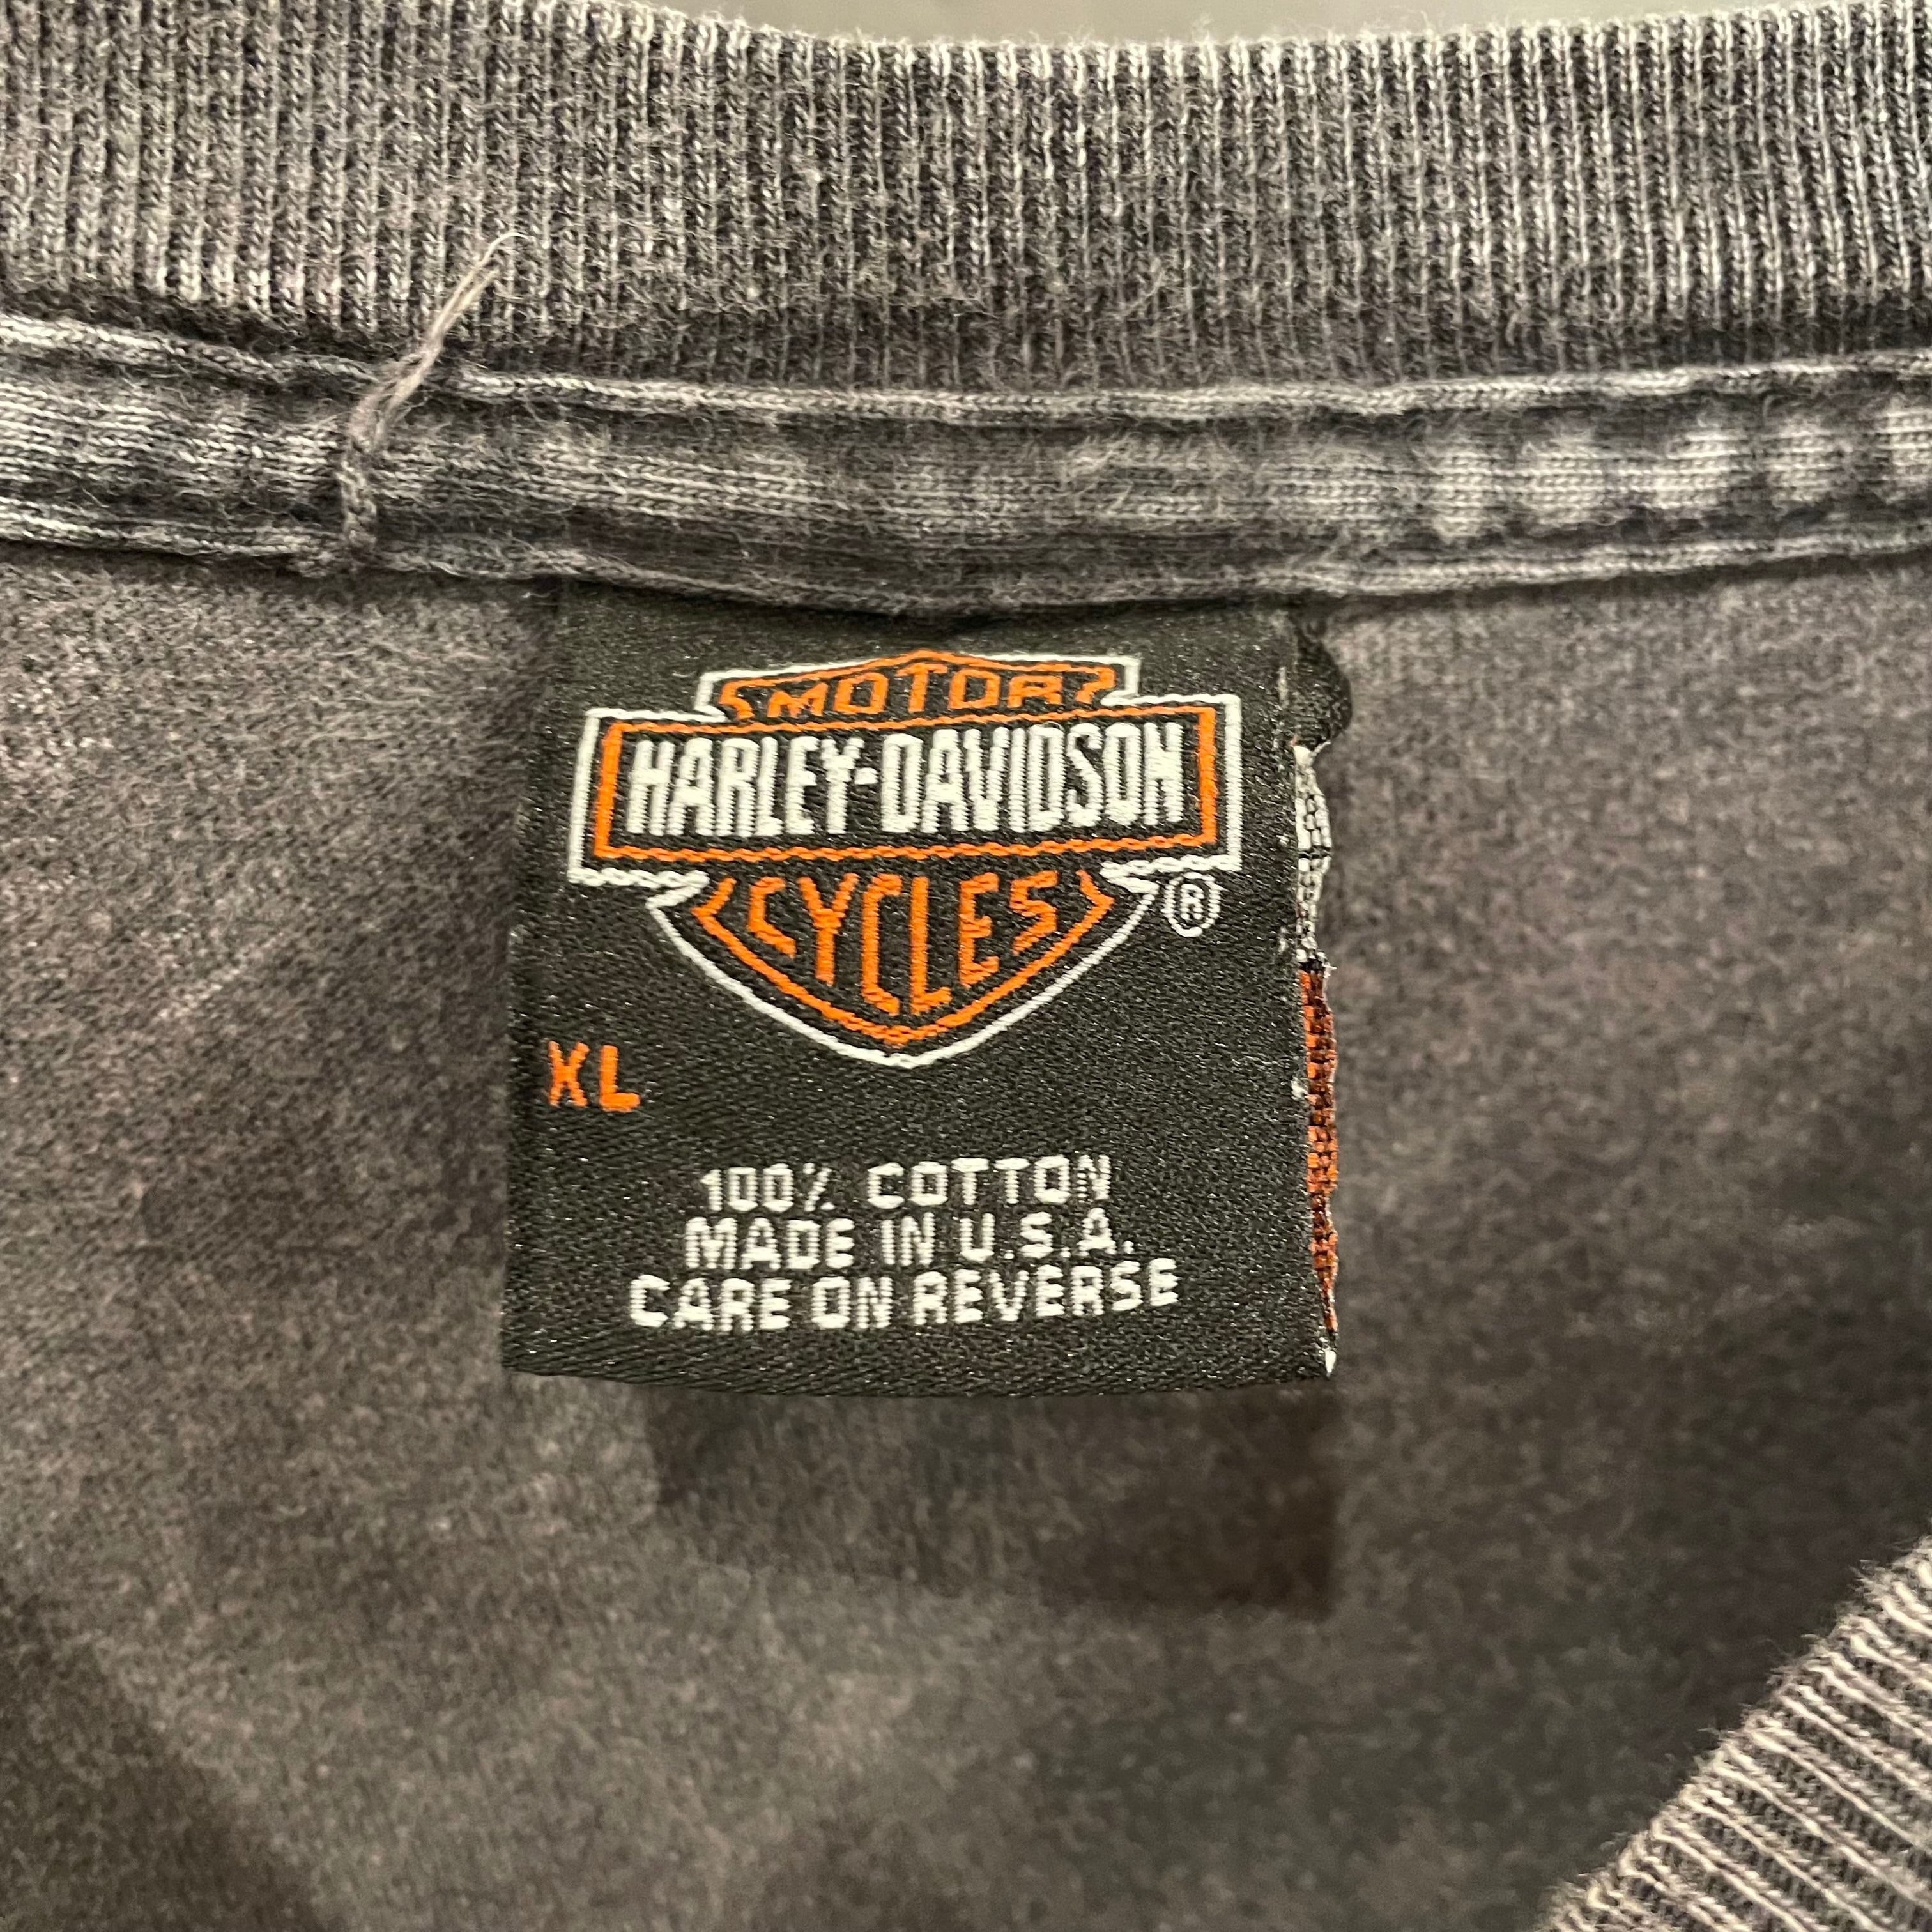 MOTOR
HARLEY-DAVIDSON
CYCLES
®
XL
100% COTTON
MADE IN U.S.A.
CARE ON REVERSE